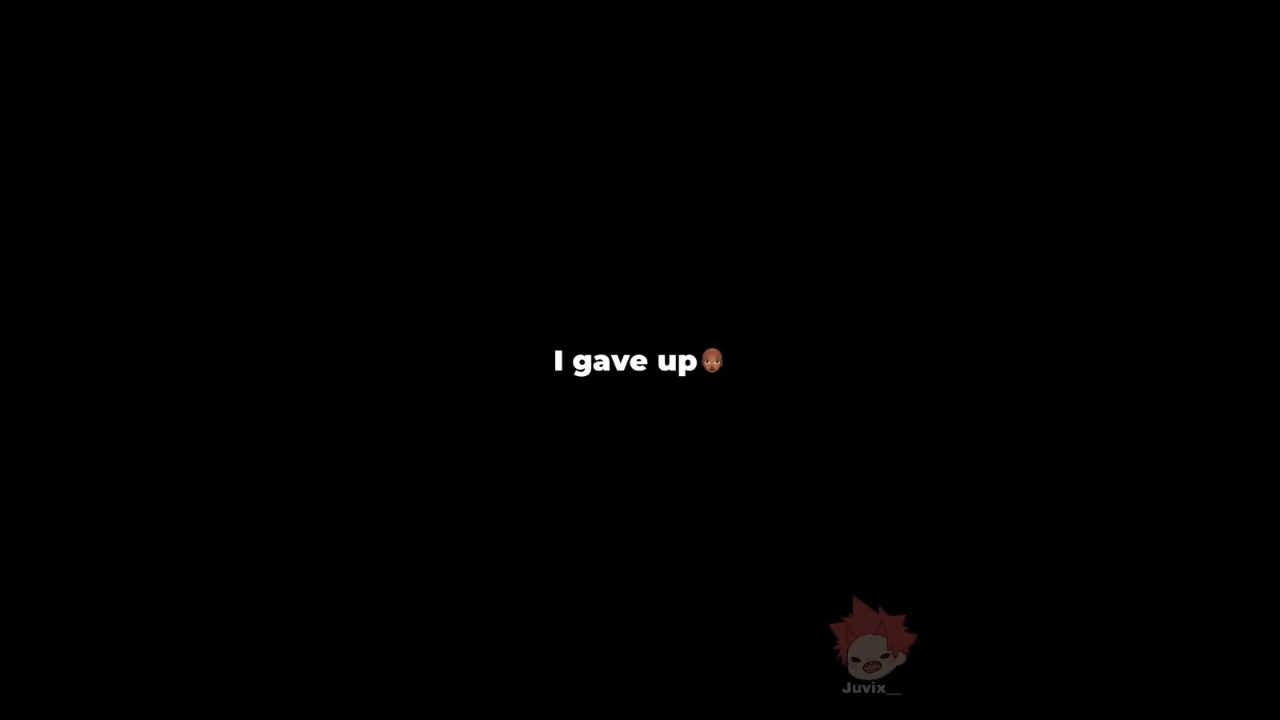 I gave up👩🏾‍🦲
Juvix__